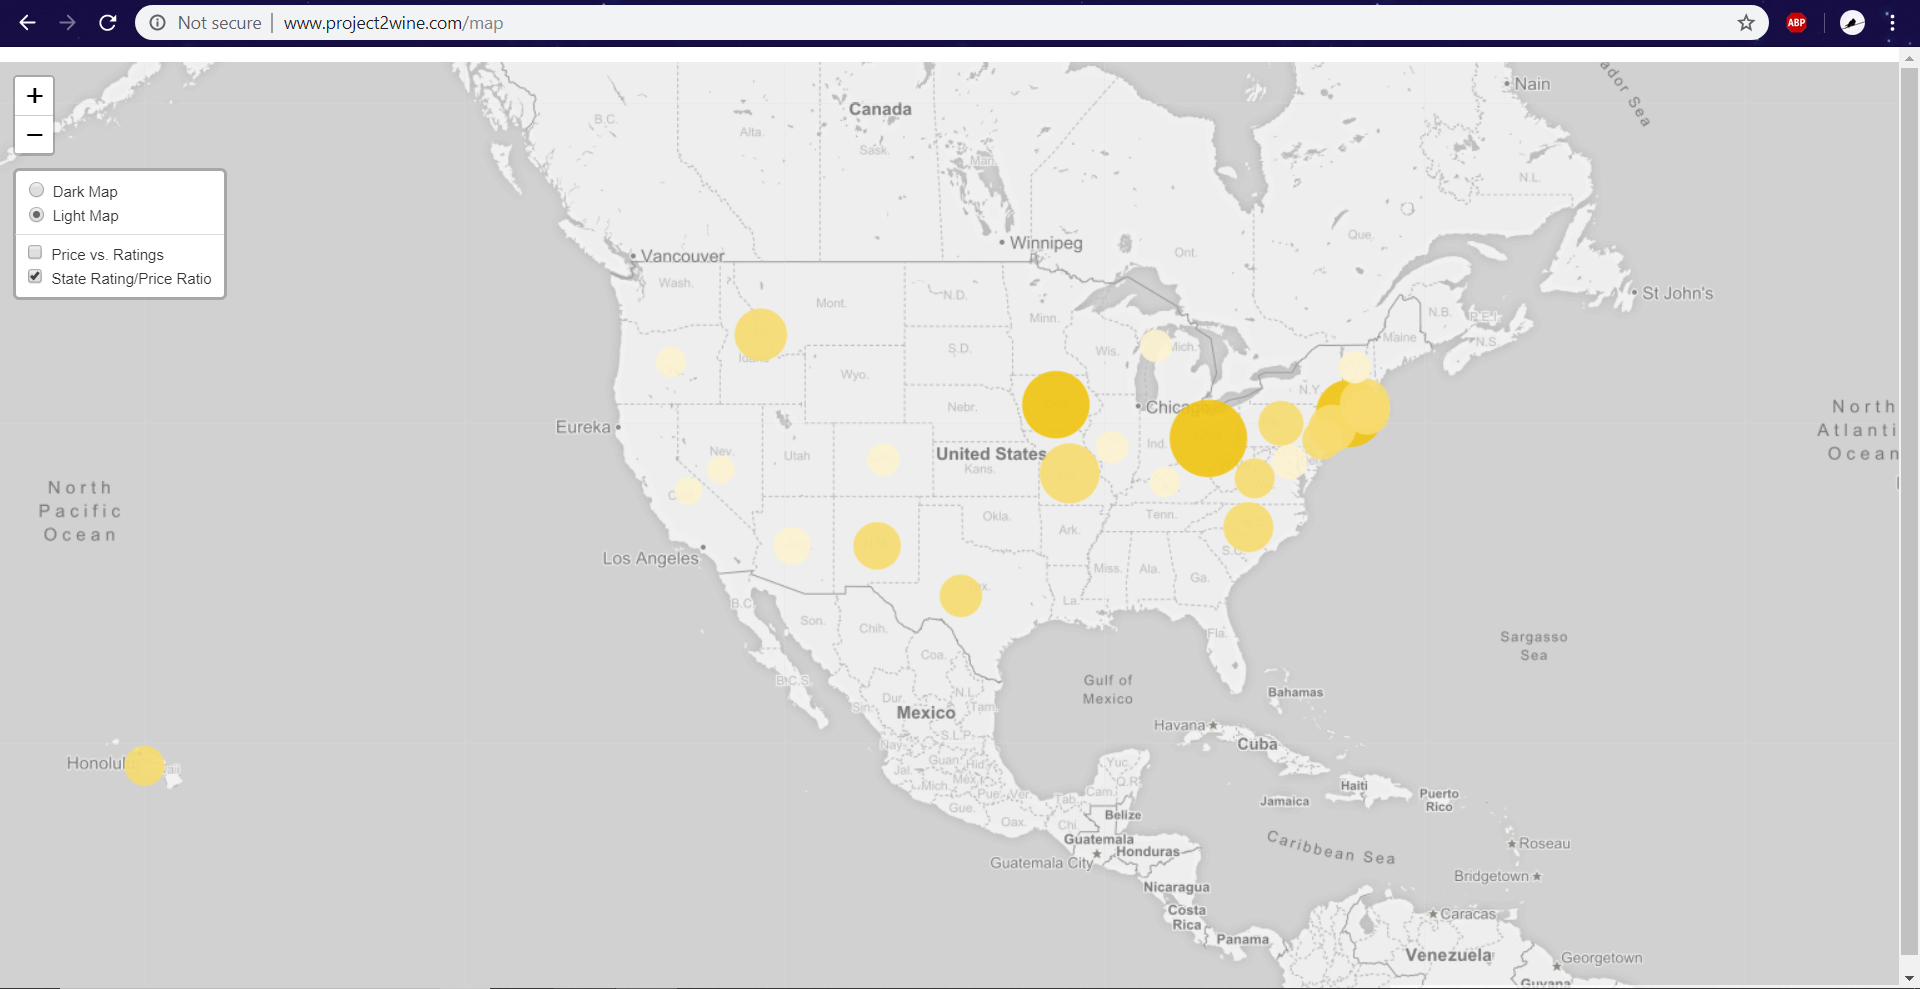 Not secure | www.project2wine.com/map
ABP
+
−
Dark Map
Light Map
Price vs. Ratings
State Rating/Price Ratio
Canada
B.C.
Alta.
Sask.
Man.
Nain
ador Sea
N.L.
Ont.
Que.
Vancouver
Winnipeg
St John's
Wash.
Mont.
N.D.
Minn.
N.B.
P.E.I.
N.S.
Maine
Wis.
Mich.
S.D.
Wyo.
Nebr.
N.Y.
Chicago
Eureka
Nev.
Utah
United States
Kans.
Ind.
North
Atlanti
Ocean
North
Pacific
Ocean
Okla.
Ark.
Tenn.
S.C.
Los Angeles
Miss.
Ala.
Ga.
La.
Fla.
B.C.
Son.
Chih.
Coa.
B.C.S.
Sin.
Dur.
N.L.
Tam.
Mexico
Gulf of
Mexico
Sargasso
Sea
Bahamas
Havana
Cuba
Nay.
S.L.P.
Jal.
Guan.
Hid.
Mich.
Mex.
Pue.
Ver.
Gue.
Oax.
Tab.
Chi.
Cam.
Yuc.
Q.R.
Honolul
aii
Haiti
Jamaica
Puerto
Rico
Belize
Guatemala
Guatemala City
Honduras
Caribbean Sea
Roseau
Bridgetown
Nicaragua
Costa
Rica
Panama
Caracas
Venezuela
Georgetown
Guyana